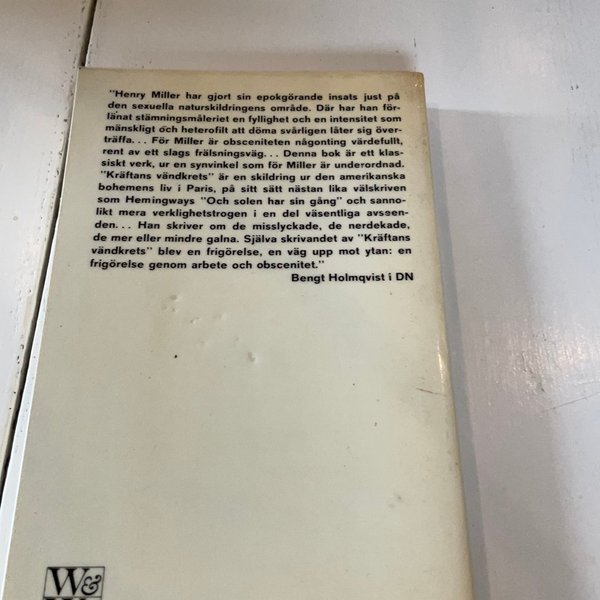 "Henry Miller har gjort sin epokgörande insats just på
den sexuella naturskildringens område. Där har han för-
länat stämningsmåleriet en fyllighet och en intensitet som
mänskligt och heterofilt att döma svårligen låter sig över-
träffa... För Miller är obsceniteten någonting värdefullt,
rent av ett slags frälsningsväg... Denna bok är ett klas-
siskt verk, ur en synvinkel som för Miller är underordnad.
"Kräftans vändkrets" är en skildring ur den amerikanska
bohemens liv i Paris, på sitt sätt nästan lika välskriven
som Hemingways "Och solen har sin gång" och sanno-
likt mera verklighetstrogen i en del väsentliga avseen-
den... Han skriver om de misslyckade, de nerdekade,
de mer eller mindre galna. Själva skrivandet av "Kräftans
vändkrets" blev en frigörelse, en väg upp mot ytan: en
frigörelse genom arbete och obscenitet."
Bengt Holmqvist i DN
W&